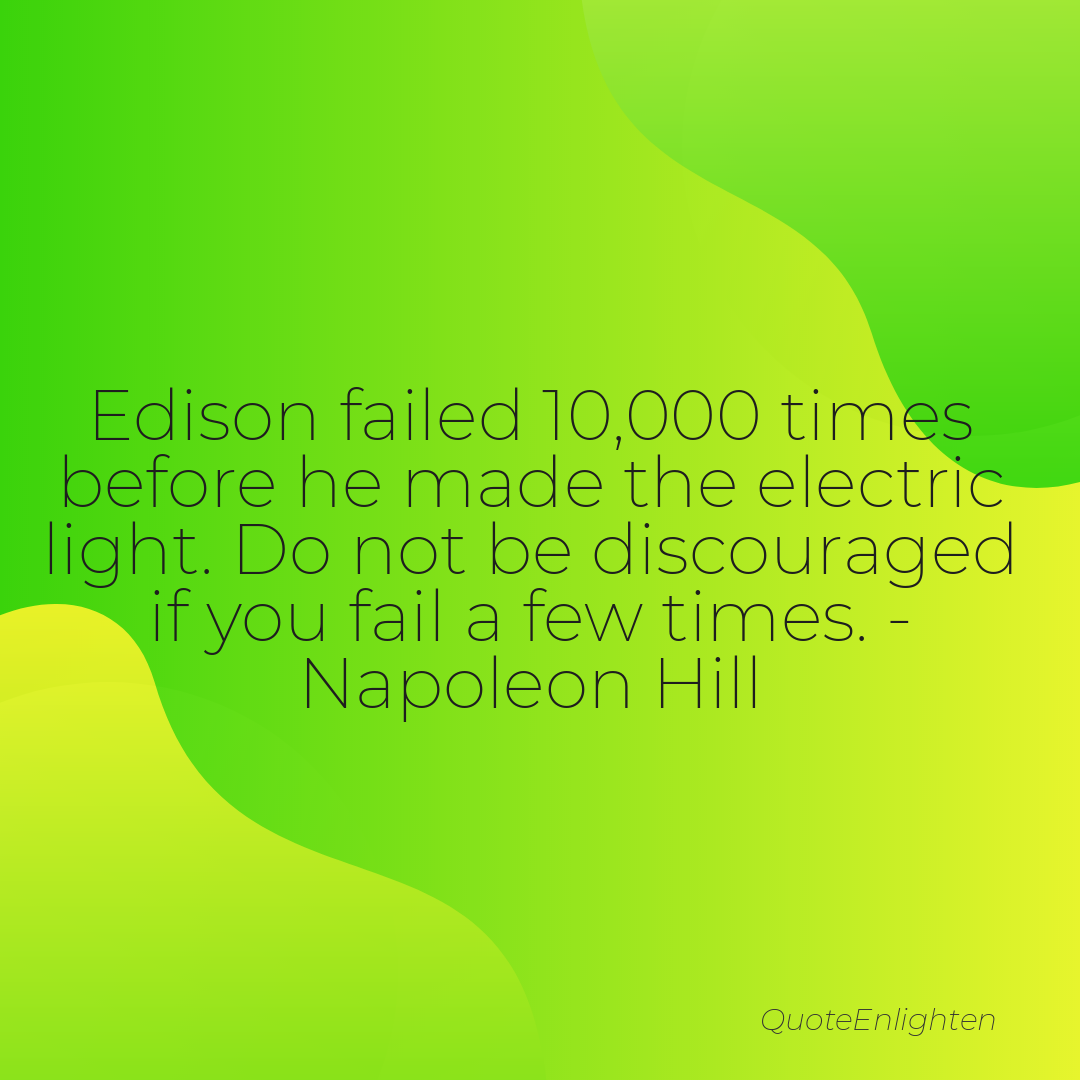 Edison failed 10,000 times
before he made the electric
light. Do not be discouraged
if you fail a few times. -
Napoleon Hill
QuoteEnlighten